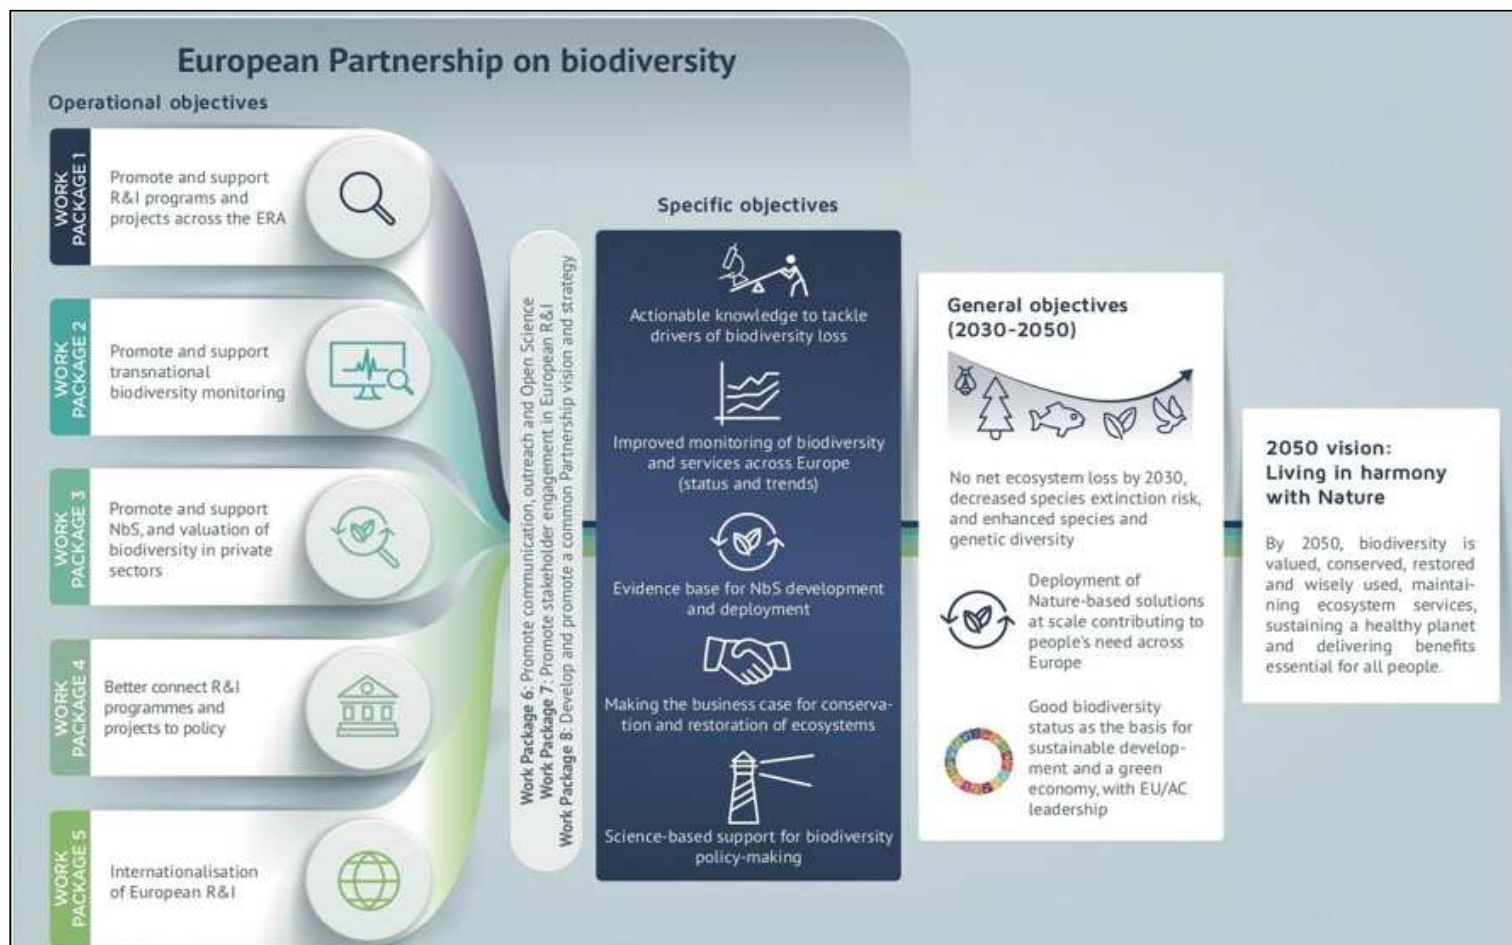 European Partnership on biodiversity
Operational objectives
WORK
PACKAGE 1
Promote and support
R&I programs and
projects across the ERA
WORK
PACKAGE 2
Promote and support
transnational
biodiversity monitoring
WORK
PACKAGE 3
Promote and support
NbS, and valuation of
biodiversity in private
sectors
WORK
PACKAGE 4
Better connect R&I
programmes and
projects to policy
WORK
PACKAGE 5
Internationalisation
of European R&I
Work Package 6: Promote communication, outreach and Open Science
Work Package 7: Promote stakeholder engagement in European R&I
Work Package 8: Develop and promote a common Partnership vision and strategy
Specific objectives
Actionable knowledge to tackle
drivers of biodiversity loss
Improved monitoring of biodiversity
and services across Europe
(status and trends)
Evidence base for NbS development
and deployment
Making the business case for conserva-
tion and restoration of ecosystems
Science-based support for biodiversity
policy-making
General objectives
(2030-2050)
No net ecosystem loss by 2030,
decreased species extinction risk,
and enhanced species and
genetic diversity
Deployment of
Nature-based solutions
at scale contributing to
people's need across
Europe
Good biodiversity
status as the basis for
sustainable develop-
ment and a green
economy, with EU/AC
leadership
2050 vision:
Living in harmony
with Nature
By 2050, biodiversity is
valued, conserved, restored
and wisely used, maintai-
ning ecosystem services,
sustaining a healthy planet
and delivering benefits
essential for all people.